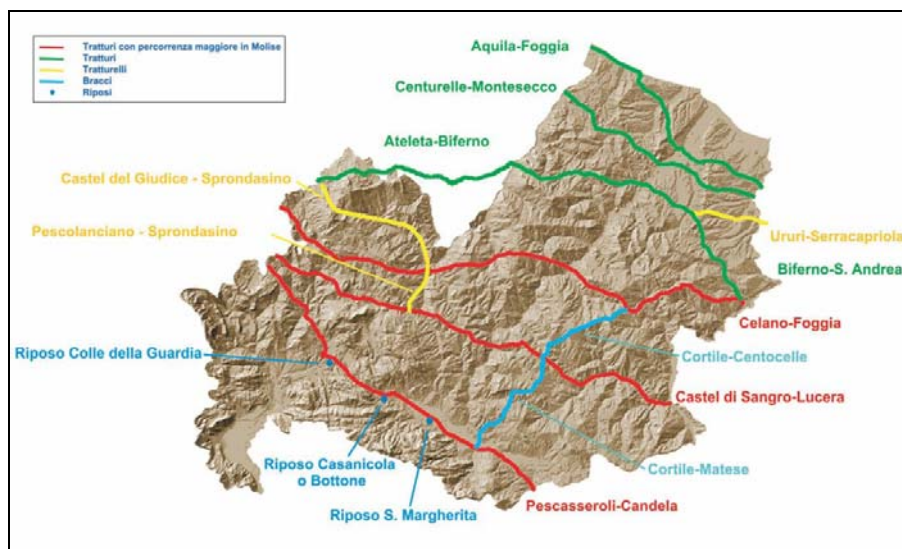 Tratturi con percorrenza maggiore in Molise
Tratturi
Tratturelli
Bracci
Riposi
Aquila-Foggia
Centurelle-Montesecco
Ateleta-Biferno
Castel del Giudice - Sprondasino
Pescolanciano - Sprondasino
Ururi-Serracapriola
Biferno-S. Andrea
Celano-Foggia
Riposo Colle della Guardia
Cortile-Centocelle
Castel di Sangro-Lucera
Riposo Casanicola
o Bottone
Cortile-Matese
Riposo S. Margherita
Pescasseroli-Candela